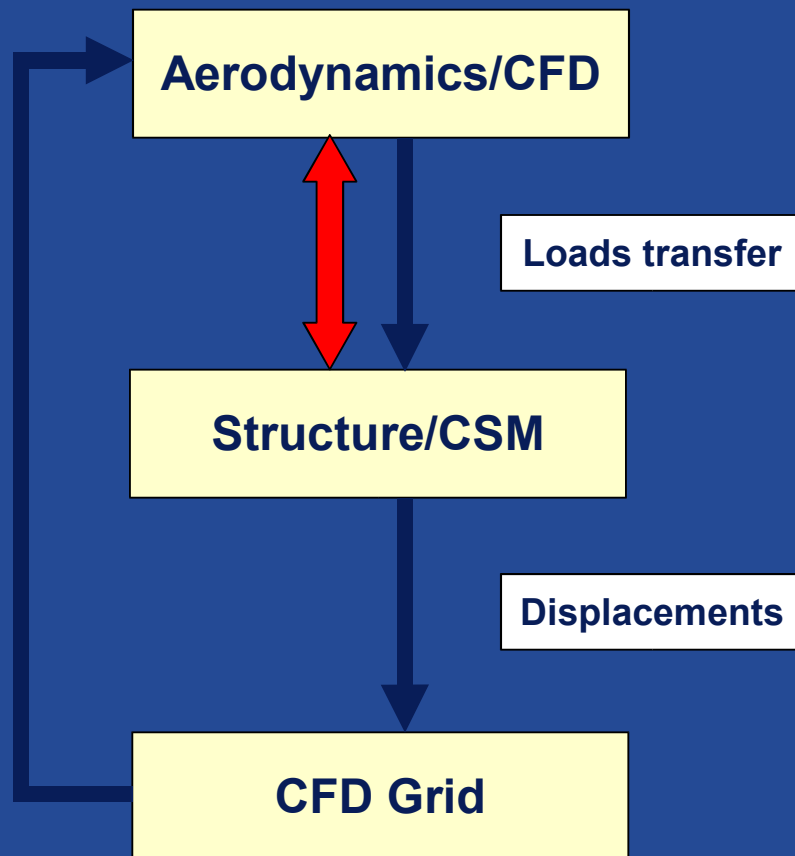 Aerodynamics/CFD
Loads transfer
Structure/CSM
Displacements
CFD Grid